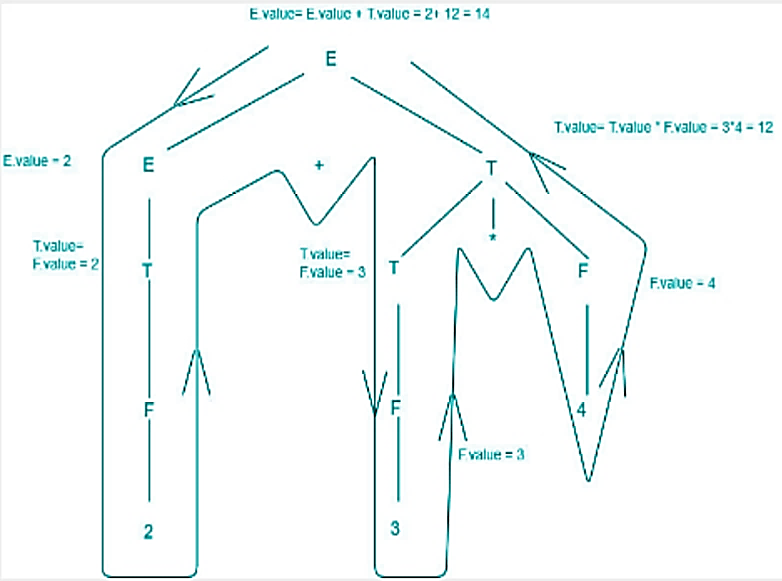 E.value= E.value + T.value = 2+ 12 = 14
E
T.value= T.value * F.value = 3*4 = 12
E.value = 2
E
+
T
T.value=
F.value = 2
T
T.value=
F.value = 3
T
*
F
F.value = 4
F
F
4
F.value = 3
2
3